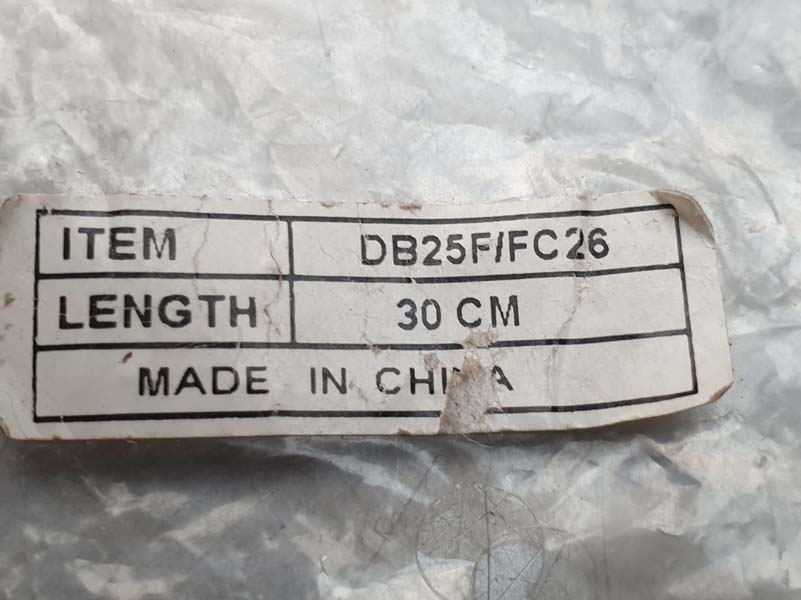 ITEM DB25F/FC26
LENGTH 30 CM
MADE IN CHINA